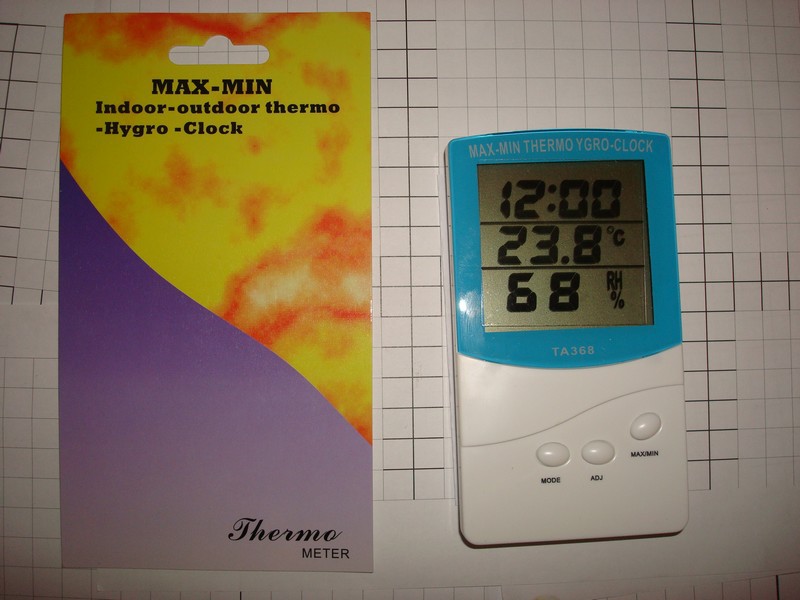 MAX-MIN
Indoor-outdoor thermo
-Hygro -Clock
Thermo
METER
MAX-MIN THERMO YGRO-CLOCK
12:00
23.8 °C
68 RH %
TA368
MODE
ADJ
MAX/MIN